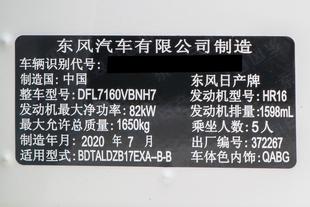 东风汽车有限公司制造
车辆识别代号:
制造国: 中国 东风日产牌
整车型号: DFL7160VBNH7 发动机型号: HR16
发动机最大净功率: 82kW 发动机排量: 1598mL
最大允许总质量: 1650kg 乘坐人数: 5人
制造年月: 2020 年 7 月 出厂编号: 372267
适用型式: BDTALDZB17EXA-B-B 车体色内饰: QABG